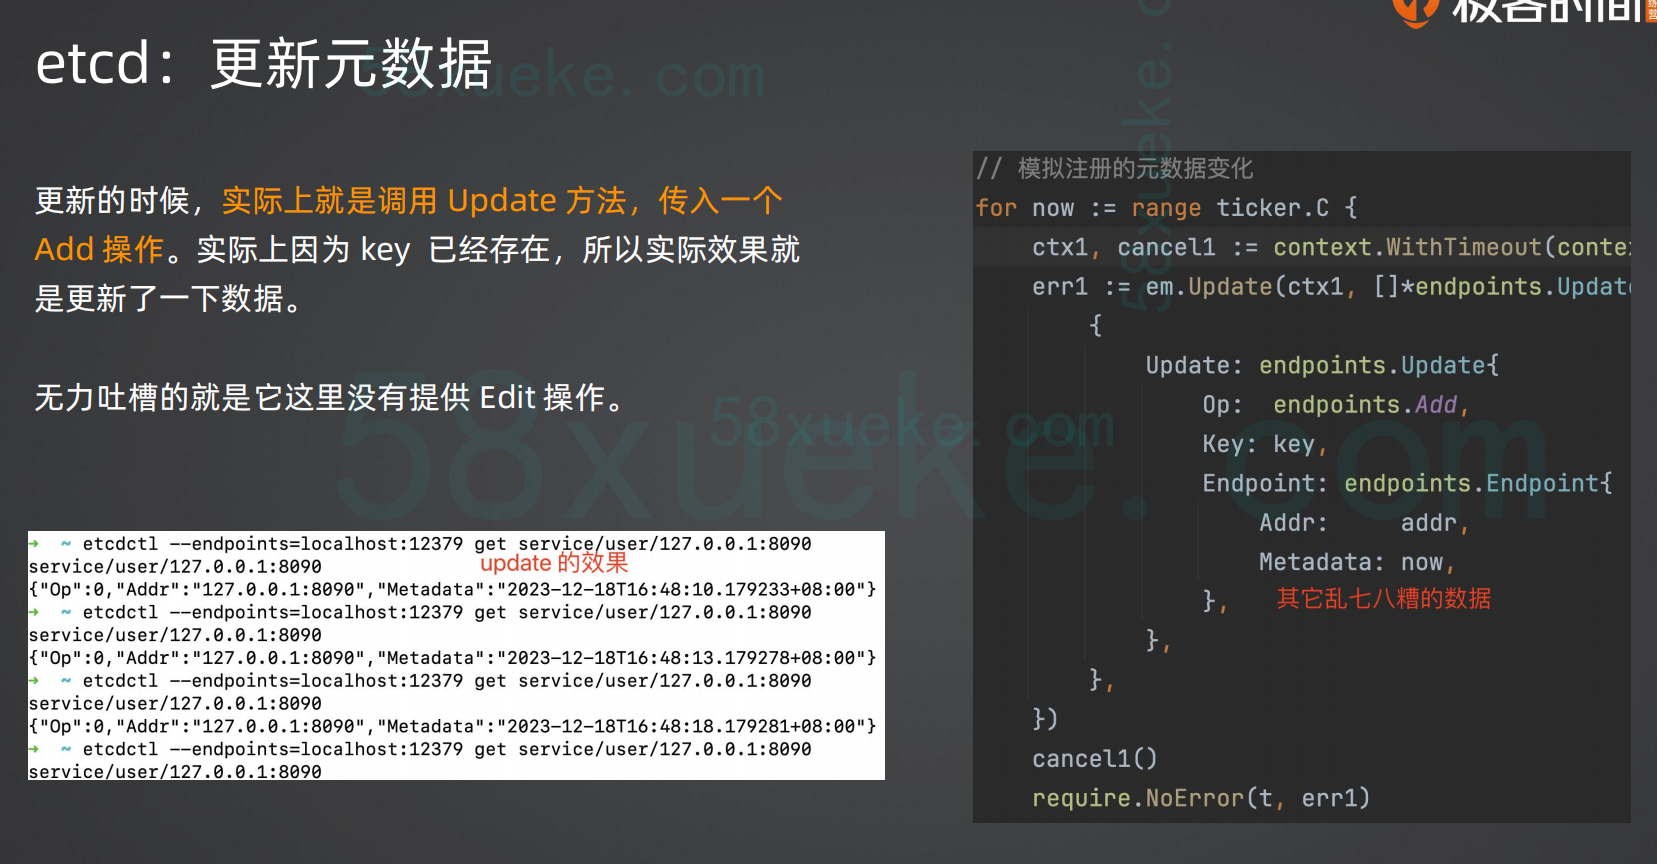 极客时间
etcd：更新元数据
58xueke.com
更新的时候，实际上就是调用 Update 方法，传入一个
Add 操作。实际上因为 key 已经存在，所以实际效果就
是更新了一下数据。
无力吐槽的就是它这里没有提供 Edit 操作。
58xueke.com
58xueke.com
➜ ~ etcdctl --endpoints=localhost:12379 get service/user/127.0.0.1:8090
service/user/127.0.0.1:8090
update 的效果
{"Op":0,"Addr":"127.0.0.1:8090","Metadata":"2023-12-18T16:48:10.179233+08:00"}
➜ ~ etcdctl --endpoints=localhost:12379 get service/user/127.0.0.1:8090
service/user/127.0.0.1:8090
{"Op":0,"Addr":"127.0.0.1:8090","Metadata":"2023-12-18T16:48:13.179278+08:00"}
➜ ~ etcdctl --endpoints=localhost:12379 get service/user/127.0.0.1:8090
service/user/127.0.0.1:8090
{"Op":0,"Addr":"127.0.0.1:8090","Metadata":"2023-12-18T16:48:18.179281+08:00"}
➜ ~ etcdctl --endpoints=localhost:12379 get service/user/127.0.0.1:8090
service/user/127.0.0.1:8090
// 模拟注册的元数据变化
for now := range ticker.C {
ctx1, cancel1 := context.WithTimeout(conte
err1 := em.Update(ctx1, []*endpoints.Updat
{
Update: endpoints.Update{
Op: endpoints.Add,
Key: key,
Endpoint: endpoints.Endpoint{
Addr: addr,
Metadata: now,
}, 其它乱七八糟的数据
},
},
})
cancel1()
require.NoError(t, err1)
58xueke.c